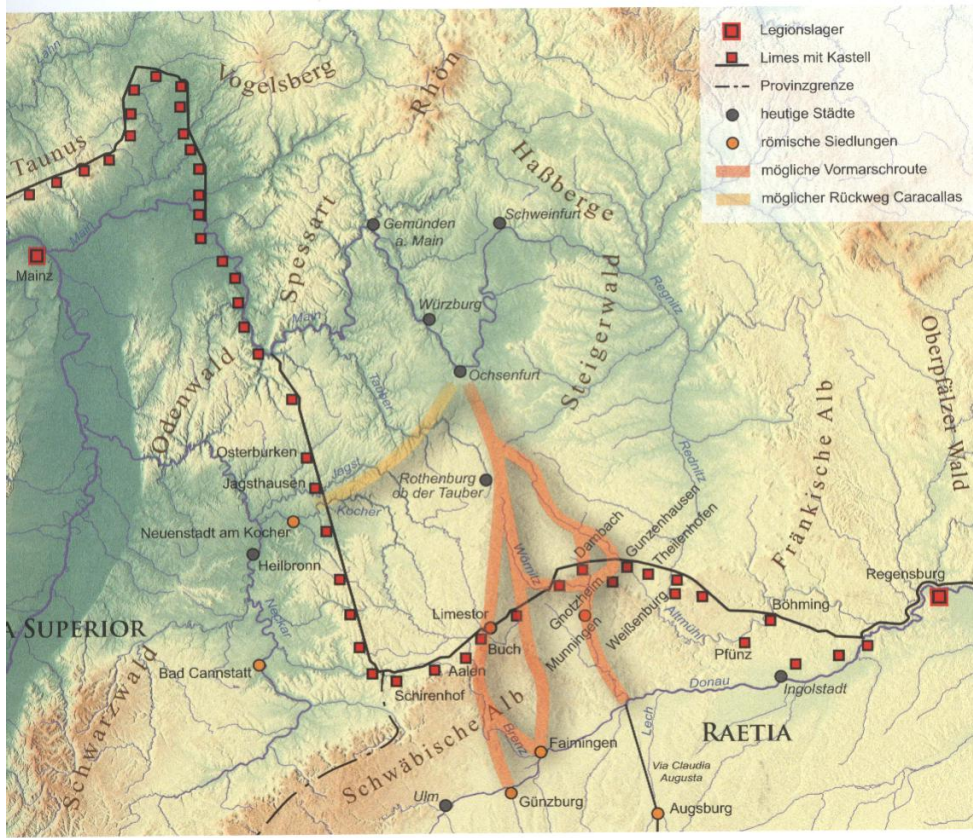 Legionslager
Limes mit Kastell
Provinzgrenze
heutige Städte
römische Siedlungen
mögliche Vormarschroute
möglicher Rückweg Caracallas
Lahn
Vogelsberg
Rhön
Taunus
Haßberge
Main
Mainz
Spessart
Gemünden
a. Main
Schweinfurt
Regnitz
Würzburg
Main
Steigerwald
Odenwald
Tauber
Ochsenfurt
Oberpfälzer Wald
Fränkische Alb
Rednitz
Osterburken
Jagsthausen
Jagst
Kocher
Rothenburg
ob der Tauber
Neuenstadt am Kocher
Heilbronn
Neckar
Wörnitz
Dambach
Gunzenhausen
Theilenhofen
Regensburg
Limestor
Buch
Gnotzheim
Munningen
Weißenburg
Altmühl
Böhming
Pfünz
A SUPERIOR
Schwarzwald
Bad Cannstatt
Aalen
Schirenhof
Schwäbische Alb
Donau
Ingolstadt
Lech
RAETIA
Brenz
Faimingen
Via Claudia
Augusta
Ulm
Günzburg
Augsburg